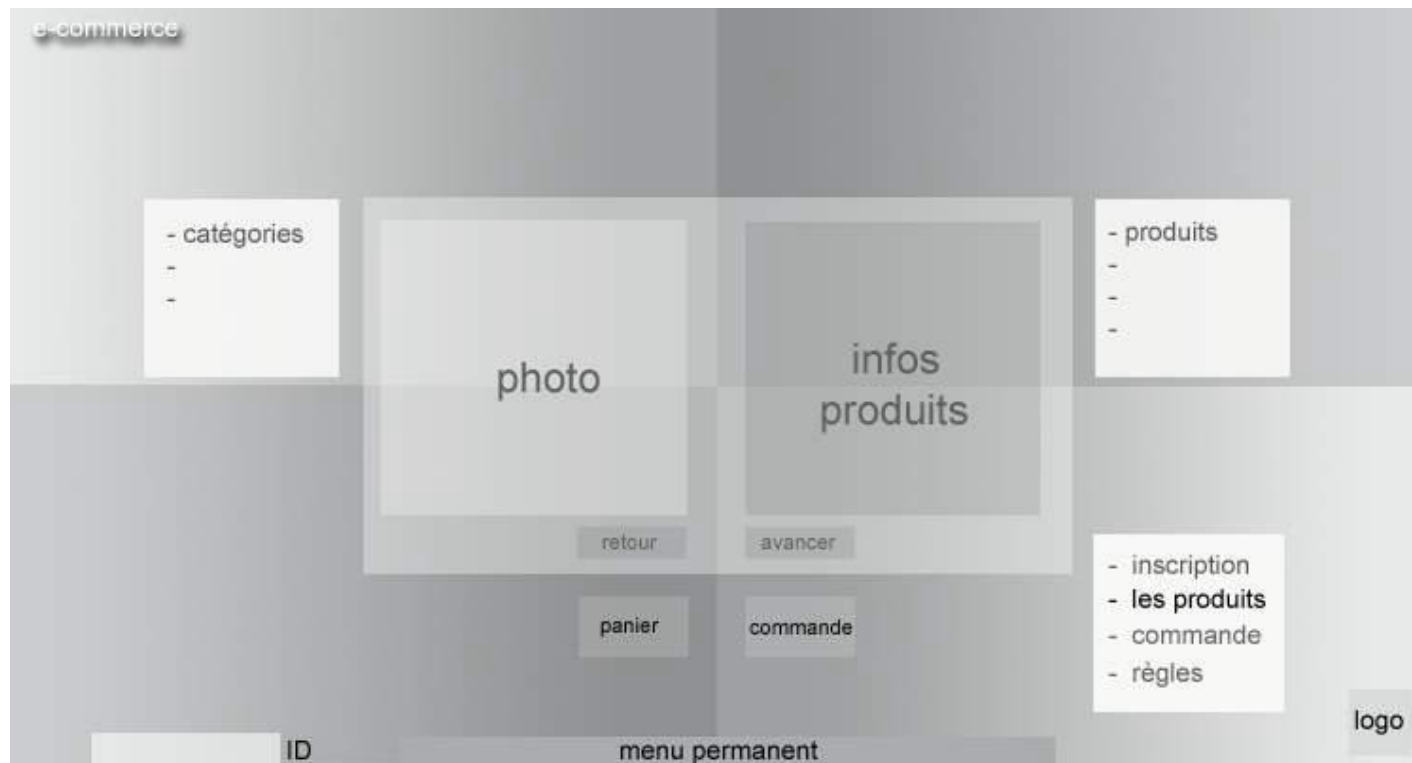 e-commerce
- catégories
-
-
photo
infos
produits
- produits
-
-
-
retour
avancer
panier
commande
- inscription
- les produits
- commande
- règles
logo
ID
menu permanent